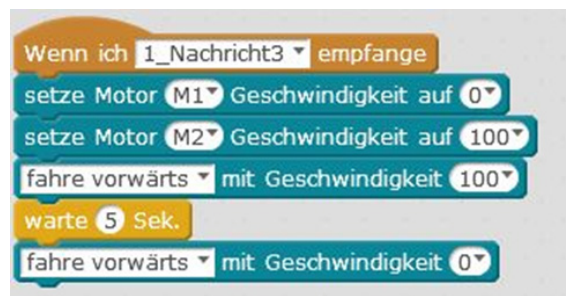 Wenn ich 1_Nachricht3 empfange
setze Motor M1 Geschwindigkeit auf 0
setze Motor M2 Geschwindigkeit auf 100
fahre vorwärts mit Geschwindigkeit 100
warte 5 Sek.
fahre vorwärts mit Geschwindigkeit 0